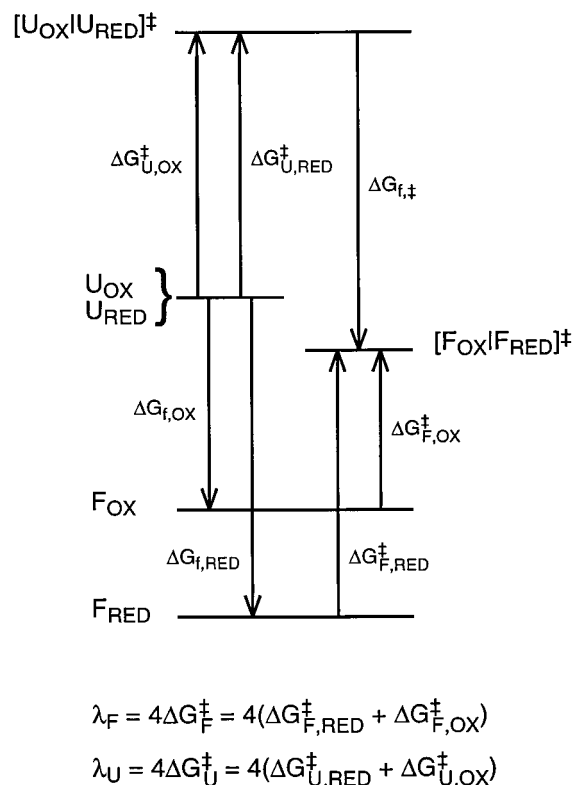 [U_OX|U_RED]‡
ΔG‡_U,OX
ΔG‡_U,RED
ΔG_f,‡
U_OX
U_RED
[F_OX|F_RED]‡
ΔG_f,OX
ΔG‡_F,OX
F_OX
ΔG_f,RED
ΔG‡_F,RED
F_RED
λ_F = 4ΔG‡_F = 4(ΔG‡_F,RED + ΔG‡_F,OX)
λ_U = 4ΔG‡_U = 4(ΔG‡_U,RED + ΔG‡_U,OX)